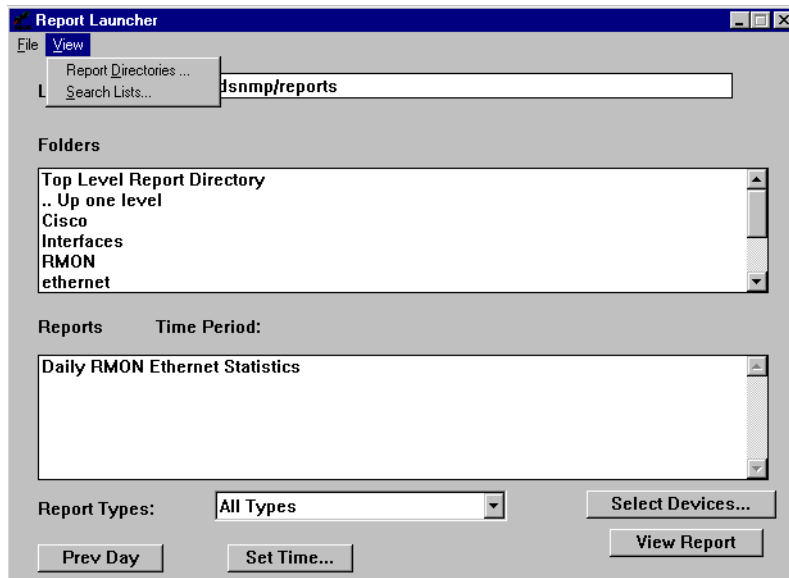 Report Launcher
File View
Report Directories ...
Search Lists...
L
dsnmp/reports
Folders
Top Level Report Directory
.. Up one level
Cisco
Interfaces
RMON
ethernet
Reports Time Period:
Daily RMON Ethernet Statistics
Report Types: All Types
Select Devices...
View Report
Prev Day Set Time...